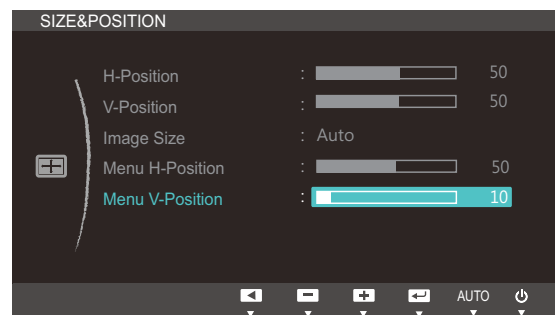 SIZE&POSITION
H-Position : 50
V-Position : 50
Image Size : Auto
Menu H-Position : 50
Menu V-Position : 10
AUTO